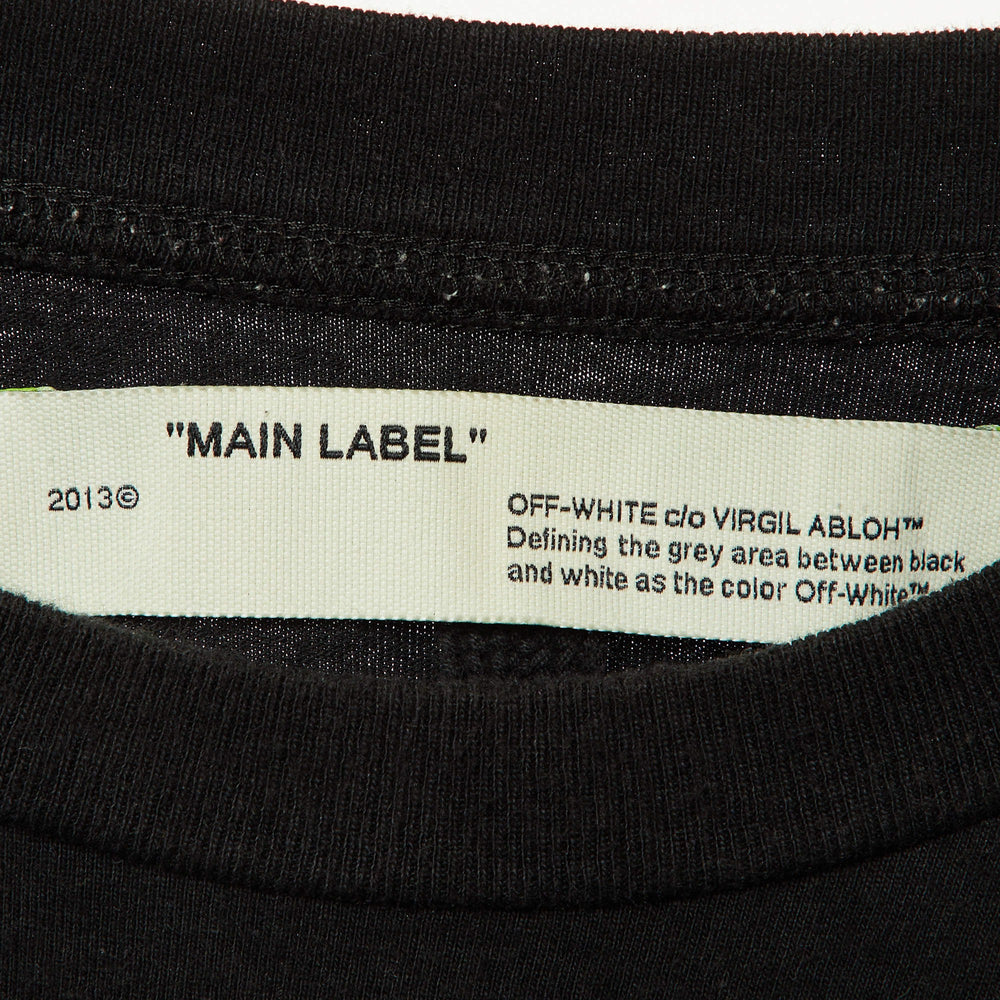 "MAIN LABEL"
2013©
OFF-WHITE c/o VIRGIL ABLOH™
Defining the grey area between black
and white as the color Off-White™